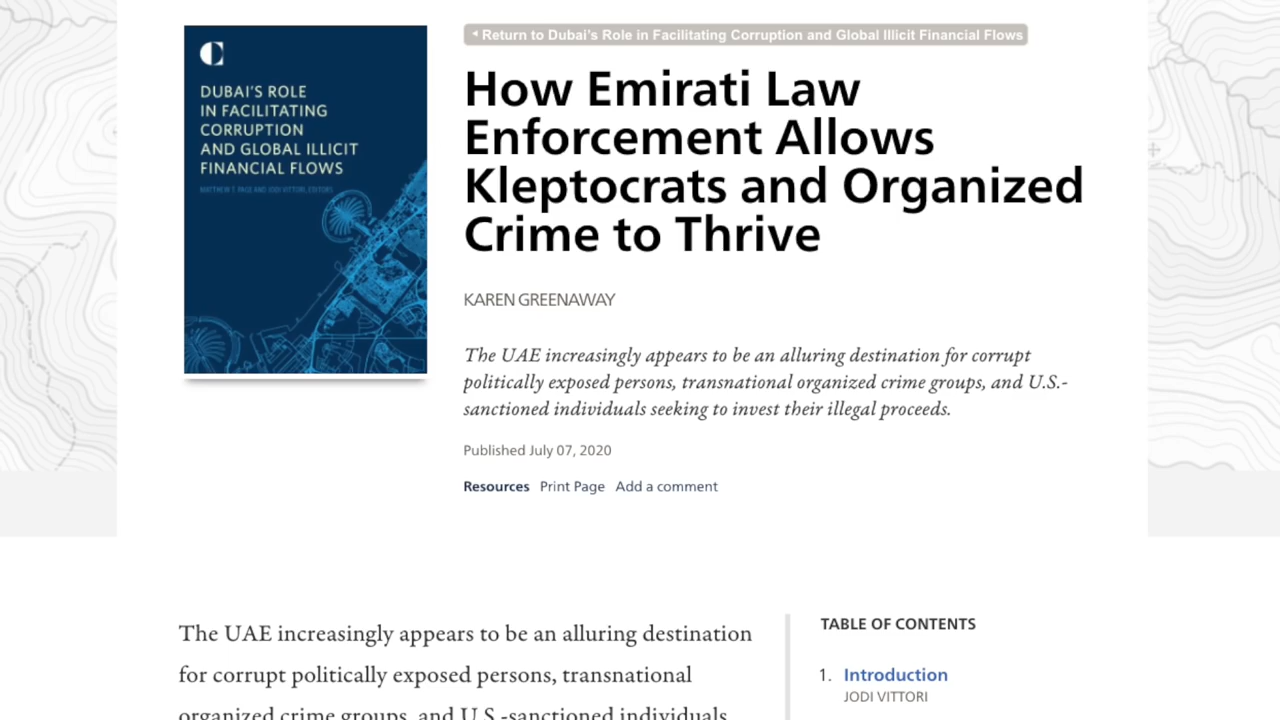 DUBAI'S ROLE
IN FACILITATING
CORRUPTION
AND GLOBAL ILLICIT
FINANCIAL FLOWS
MATTHEW T. PAGE AND JODI VITTORI, EDITORS
Return to Dubai's Role in Facilitating Corruption and Global Illicit Financial Flows
How Emirati Law
Enforcement Allows
Kleptocrats and Organized
Crime to Thrive
KAREN GREENAWAY
The UAE increasingly appears to be an alluring destination for corrupt
politically exposed persons, transnational organized crime groups, and U.S.-
sanctioned individuals seeking to invest their illegal proceeds.
Published July 07, 2020
Resources Print Page Add a comment
The UAE increasingly appears to be an alluring destination
for corrupt politically exposed persons, transnational
organized crime groups, and U.S.-sanctioned individuals
TABLE OF CONTENTS
1. Introduction
JODI VITTORI